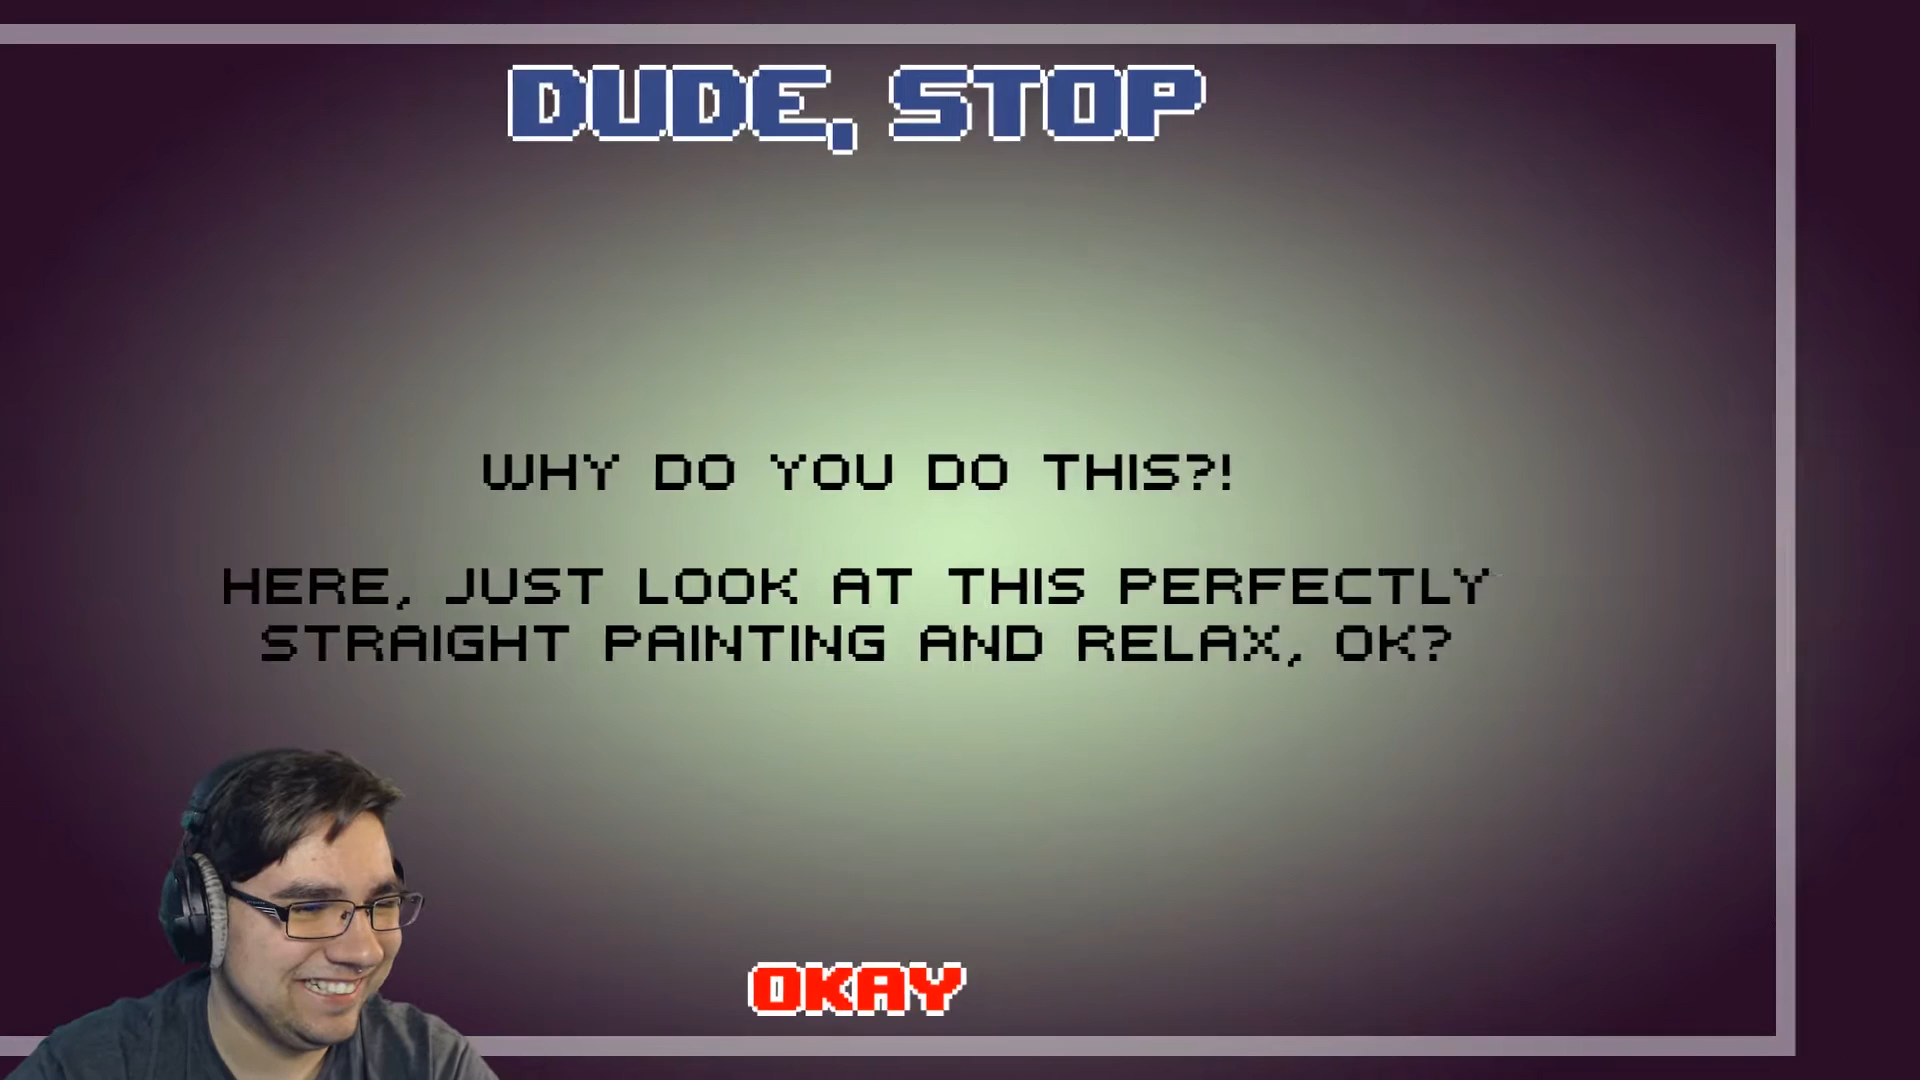 DUDE, STOP
WHY DO YOU DO THIS?!
HERE, JUST LOOK AT THIS PERFECTLY
STRAIGHT PAINTING AND RELAX, OK?
OKAY